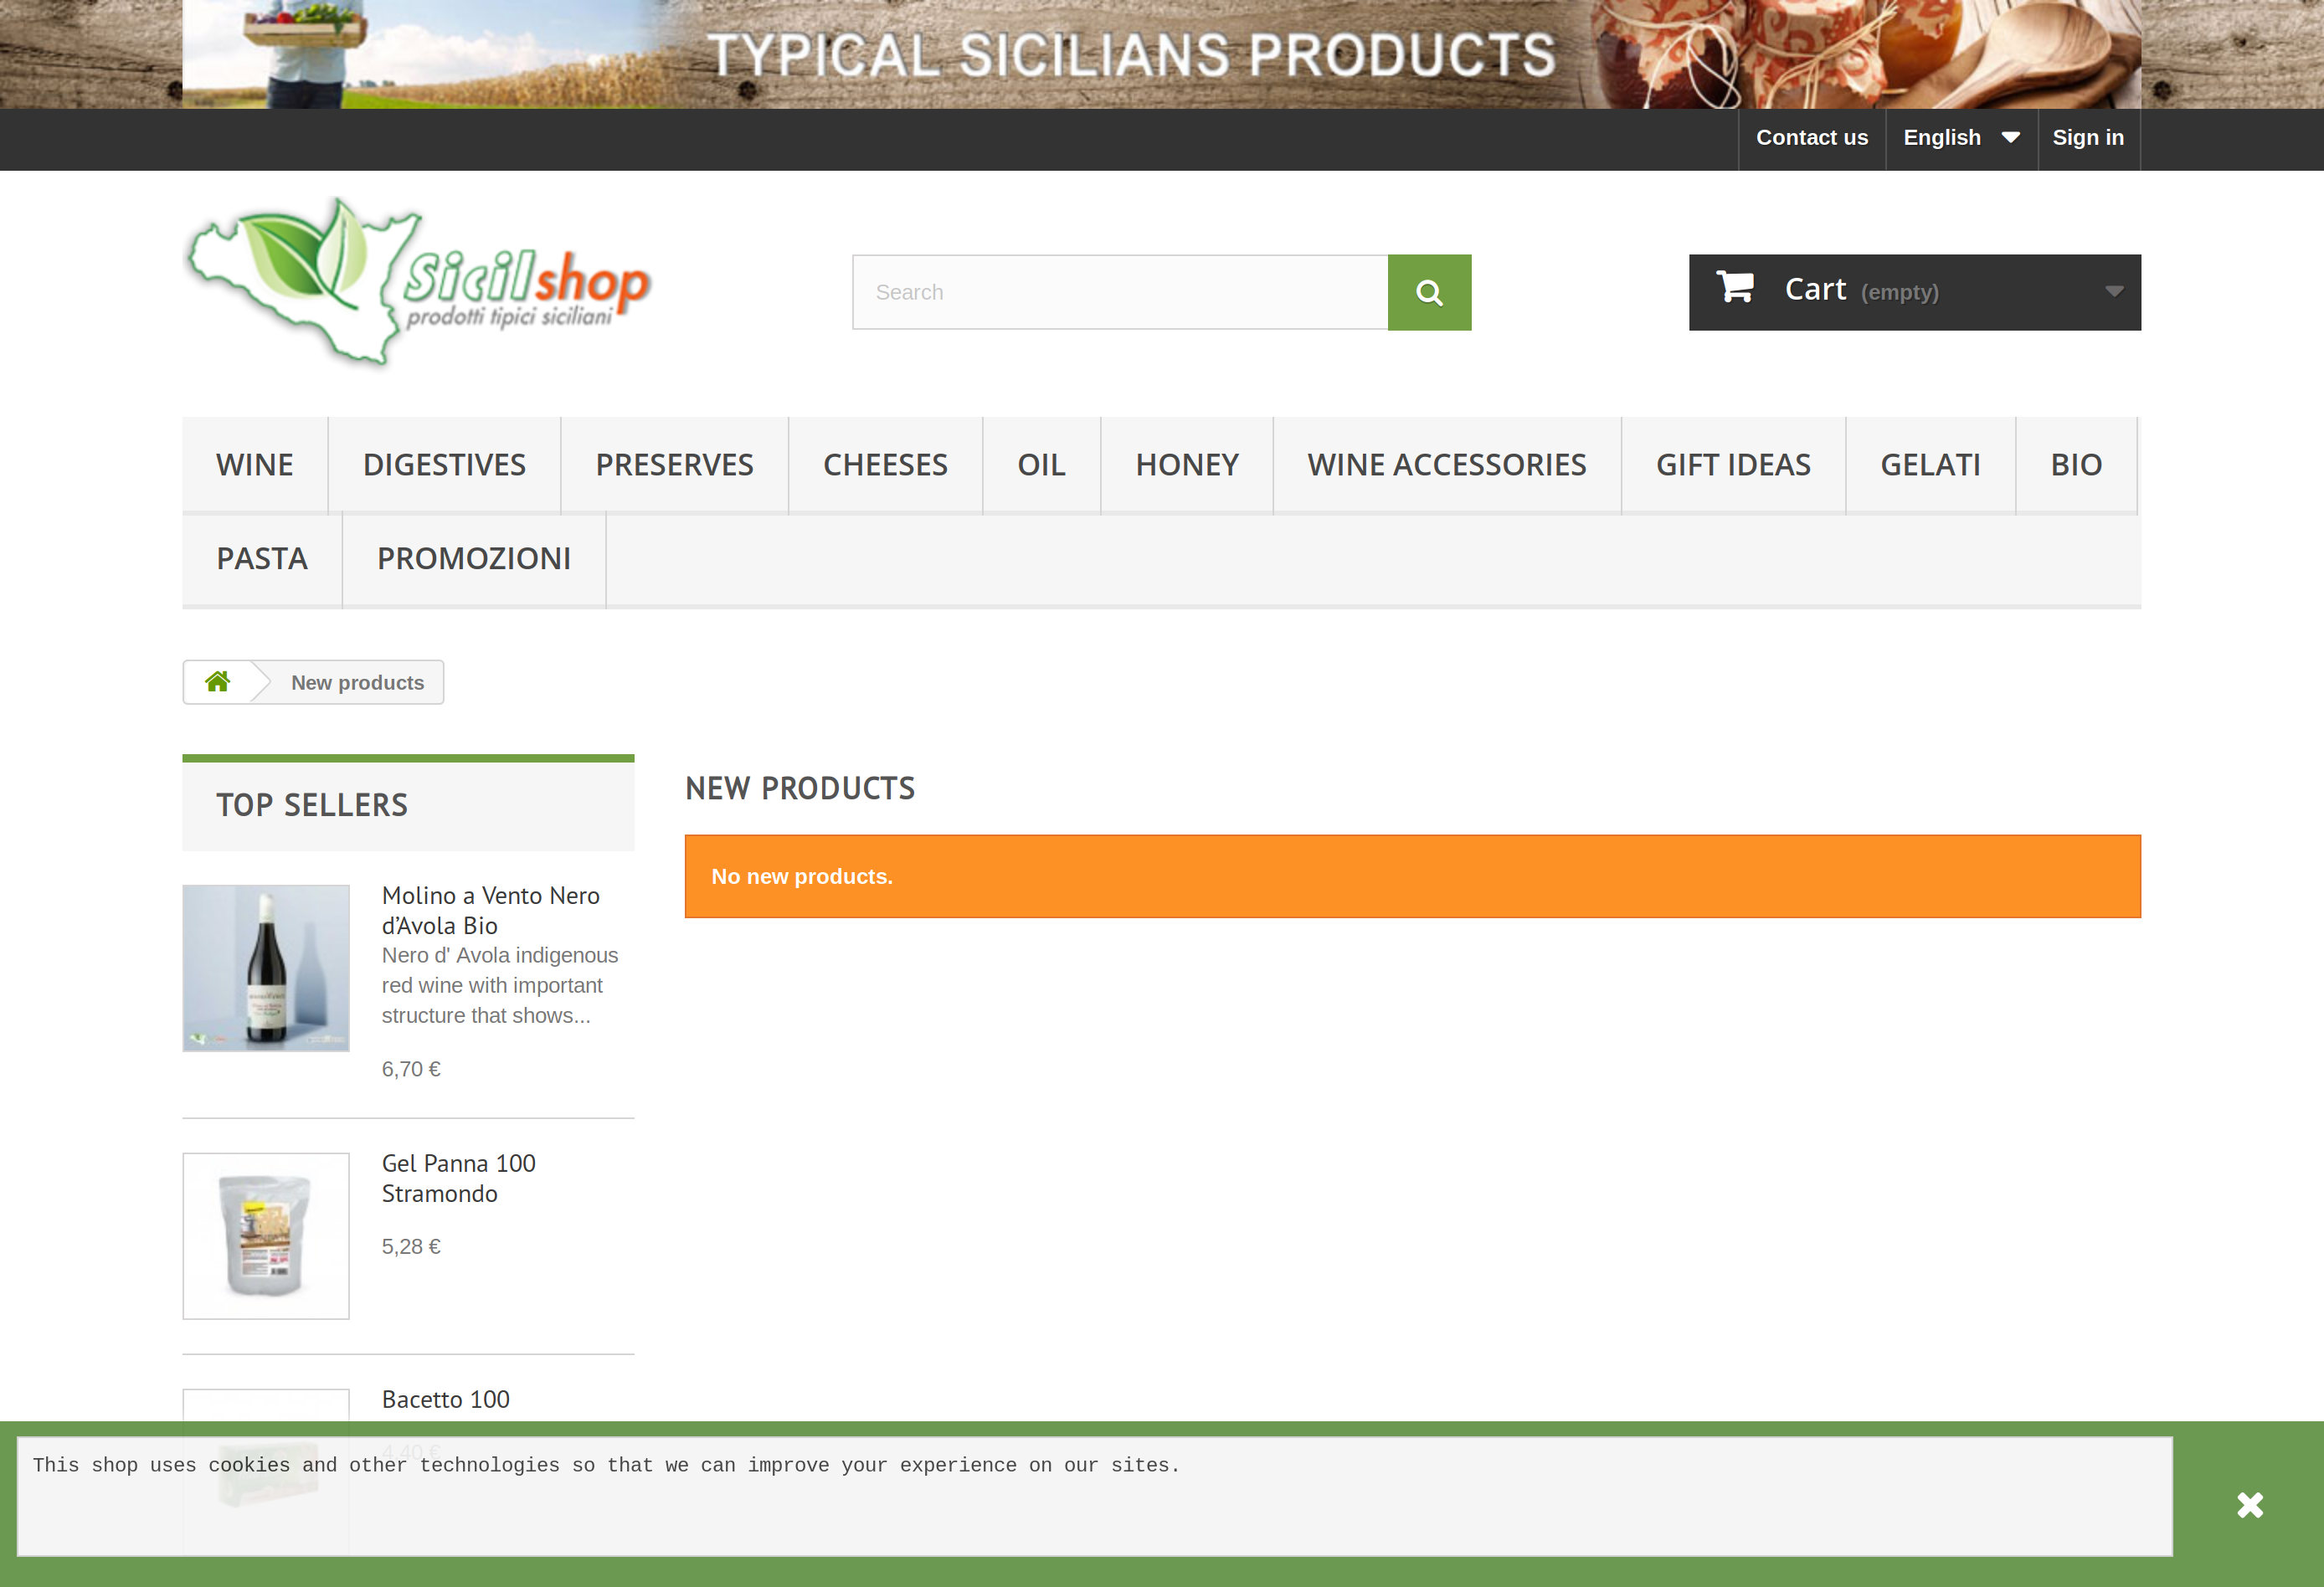 TYPICAL SICILIANS PRODUCTS
Contact us English Sign in
Sicilshop
prodotti tipici siciliani
Search
Cart (empty)
WINE DIGESTIVES PRESERVES CHEESES OIL HONEY WINE ACCESSORIES GIFT IDEAS GELATI BIO
PASTA PROMOZIONI
New products
TOP SELLERS
Molino a Vento Nero
d’Avola Bio
Nero d' Avola indigenous
red wine with important
structure that shows...
6,70 €
Gel Panna 100
Stramondo
5,28 €
Bacetto 100
4,40 €
NEW PRODUCTS
No new products.
This shop uses cookies and other technologies so that we can improve your experience on our sites.